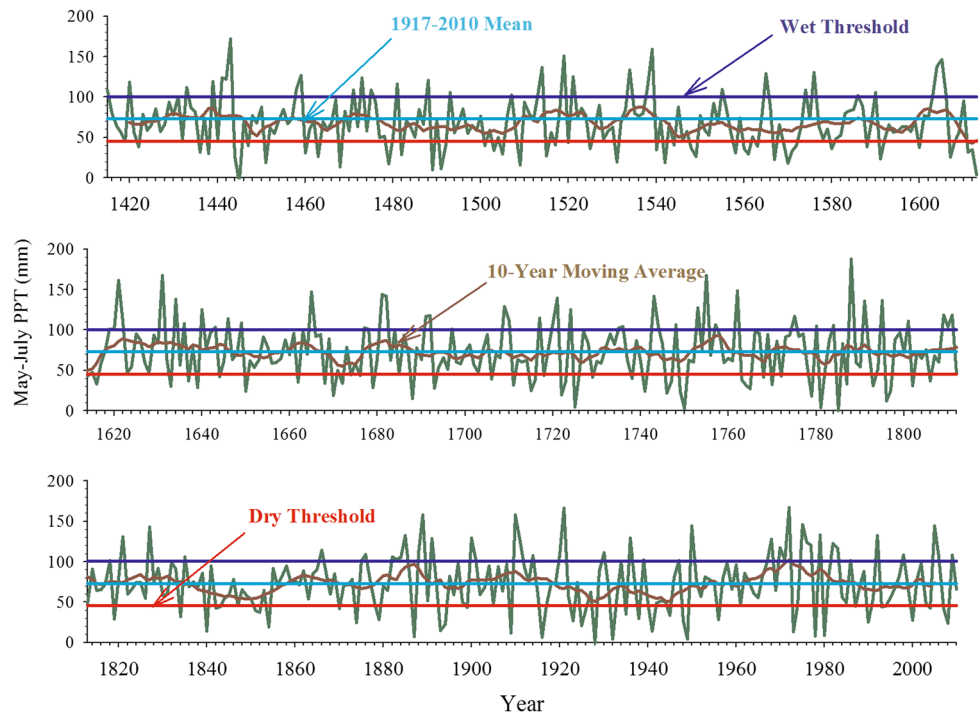 200
1917-2010 Mean
Wet Threshold
150
100
50
0
1420 1440 1460 1480 1500 1520 1540 1560 1580 1600
May-July PPT (mm)
200
10-Year Moving Average
150
100
50
0
1620 1640 1660 1680 1700 1720 1740 1760 1780 1800
200
150
Dry Threshold
100
50
0
1820 1840 1860 1880 1900 1920 1940 1960 1980 2000
Year